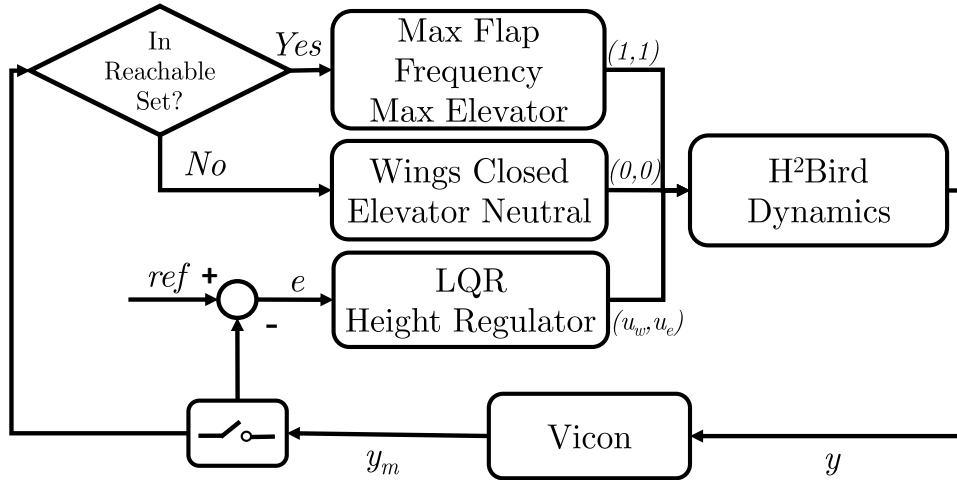 In
Reachable
Set?
Yes
No
Max Flap
Frequency
Max Elevator
(1,1)
Wings Closed
Elevator Neutral
(0,0)
H²Bird
Dynamics
ref +
-
e
LQR
Height Regulator
(u_w,u_e)
Vicon
y_m
y